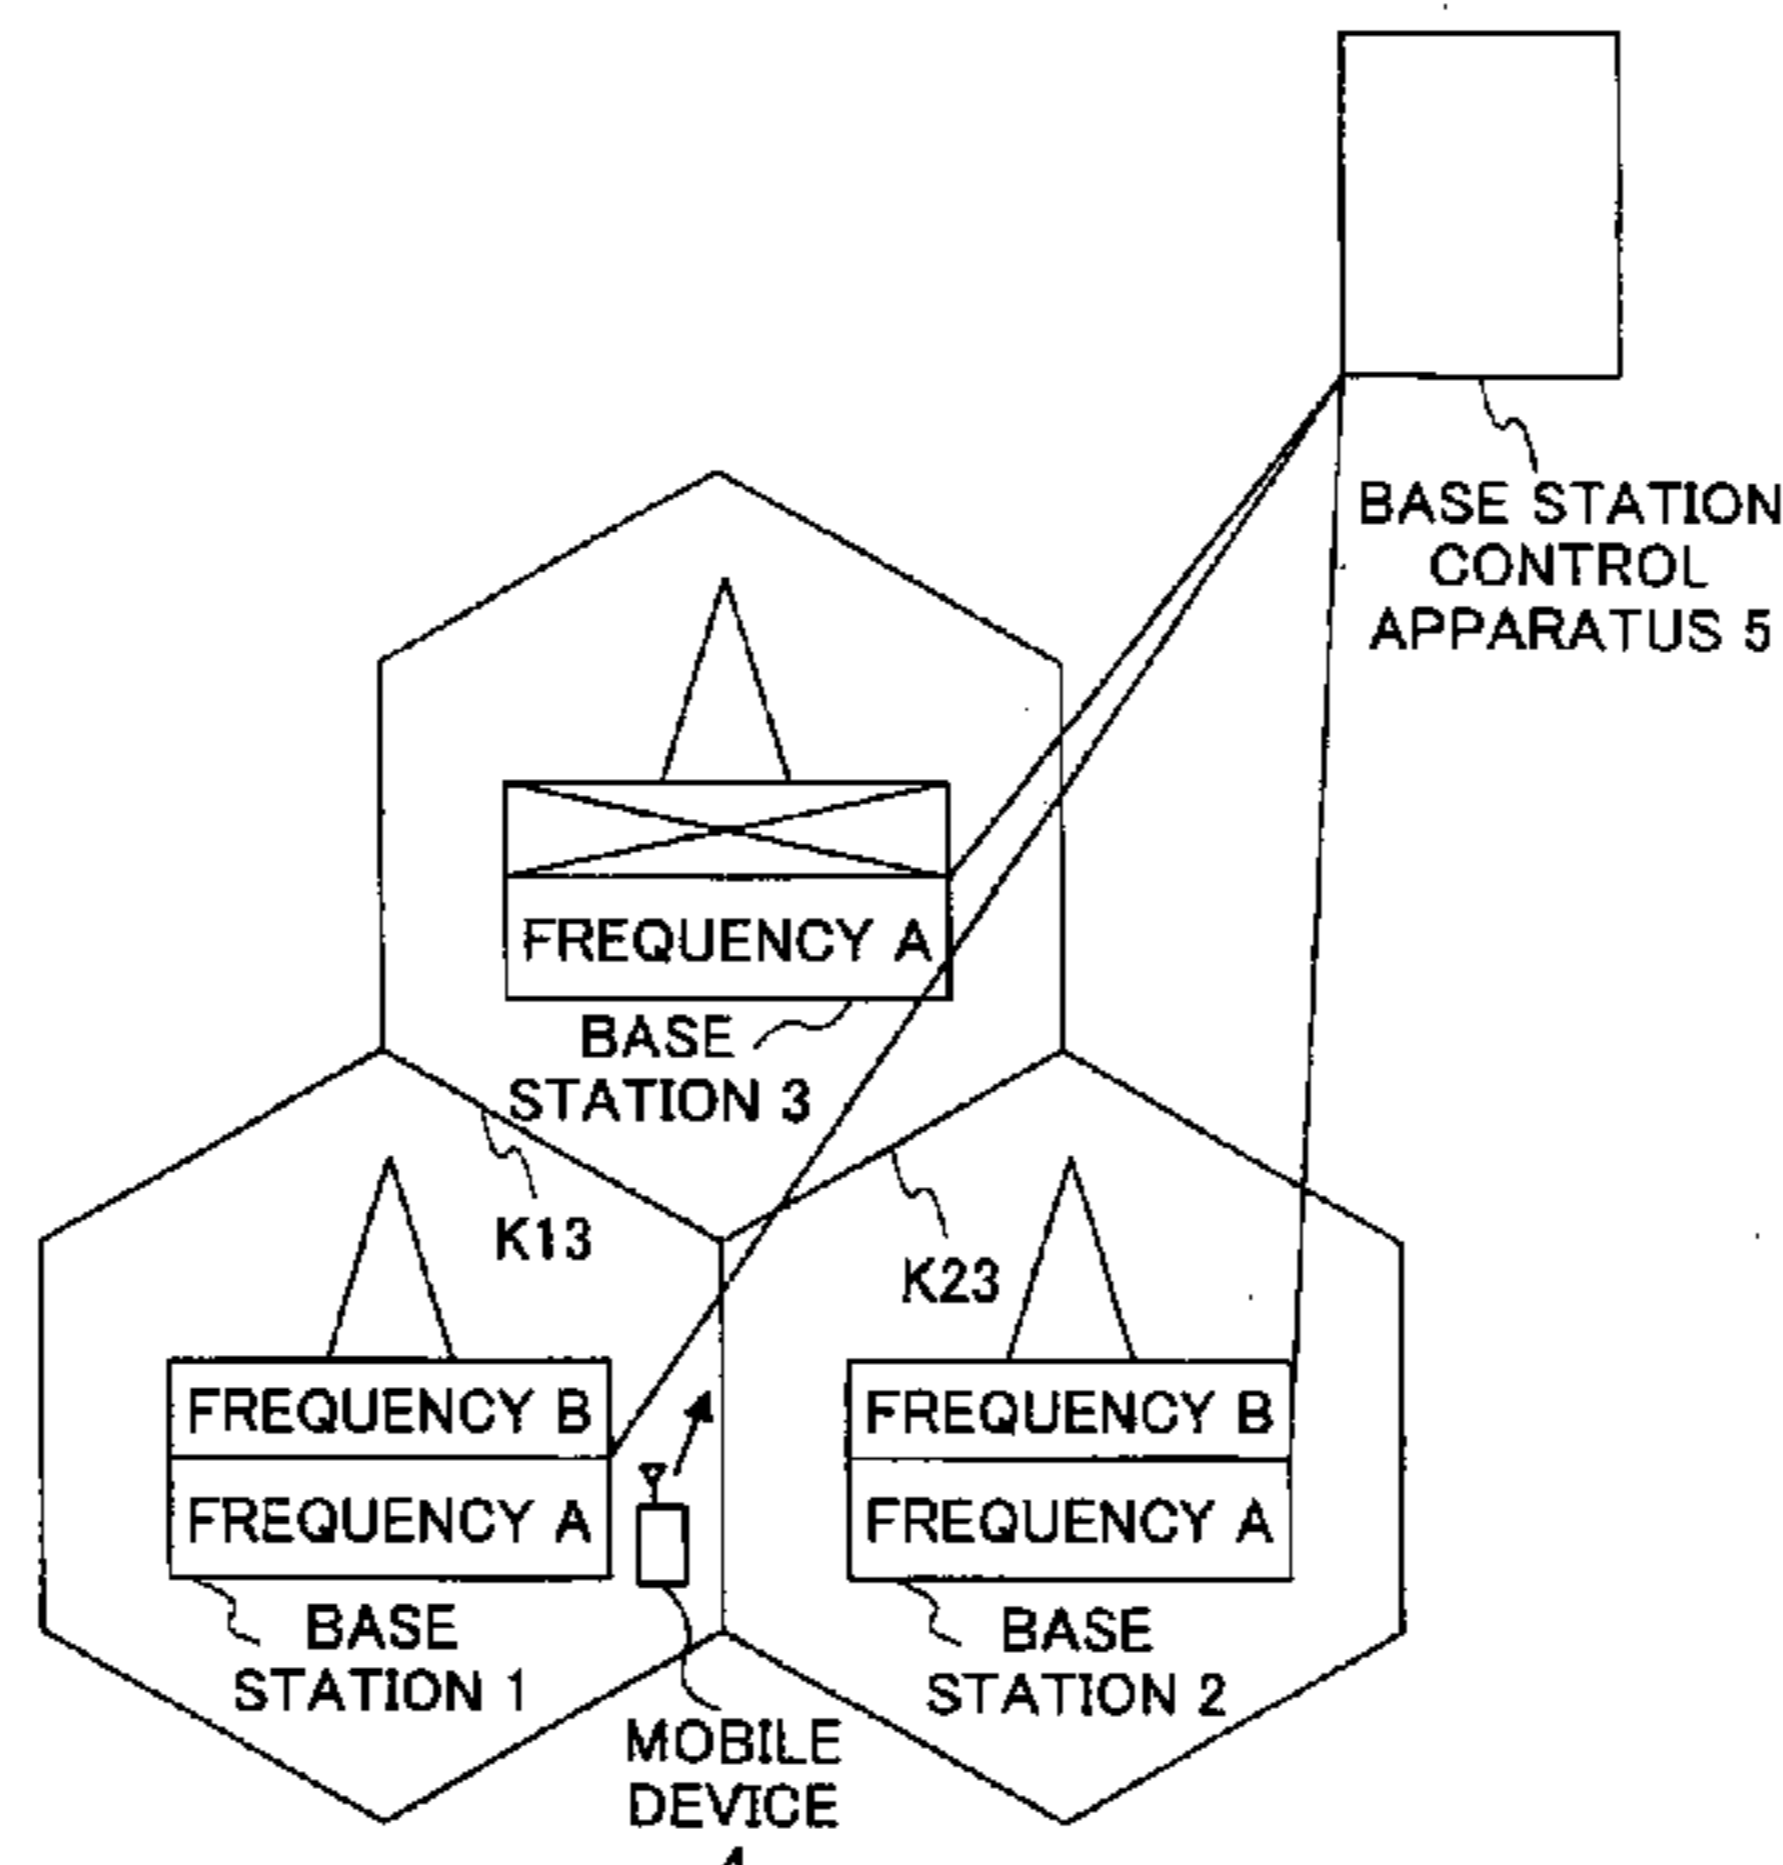 BASE STATION
CONTROL
APPARATUS 5
FREQUENCY A
BASE
STATION 3
K13
K23
FREQUENCY B
FREQUENCY A
BASE
STATION 1
FREQUENCY B
FREQUENCY A
BASE
STATION 2
MOBILE
DEVICE
4